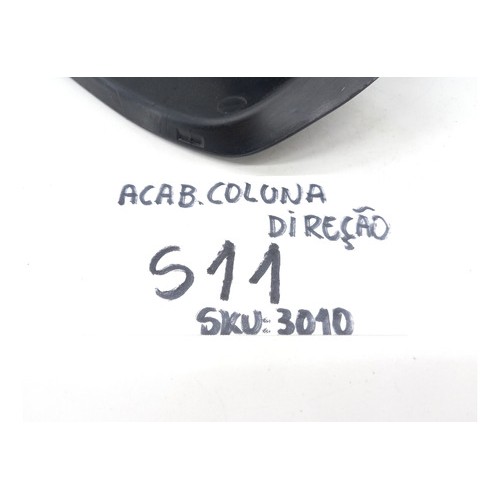 ACAB. COLUNA
DIREÇÃO
S11
SKU: 3010